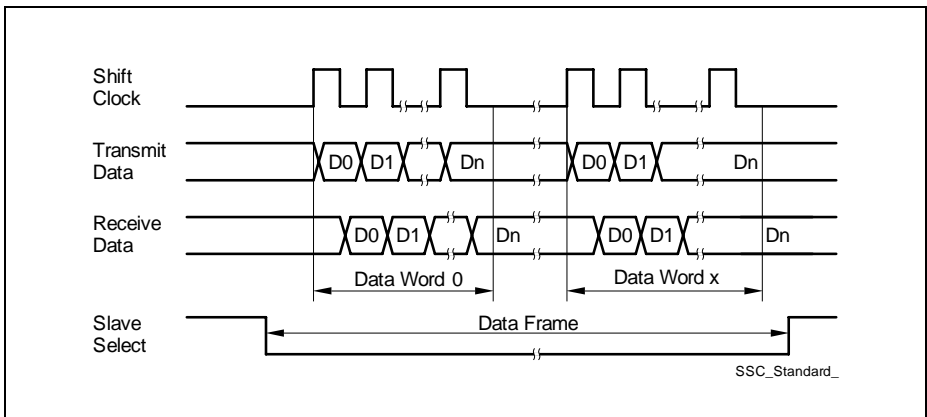 Shift
Clock
Transmit
Data
D0 D1 Dn D0 D1 Dn
Receive
Data
D0 D1 Dn D0 D1 Dn
Data Word 0 Data Word x
Slave
Select
Data Frame
SSC_Standard_